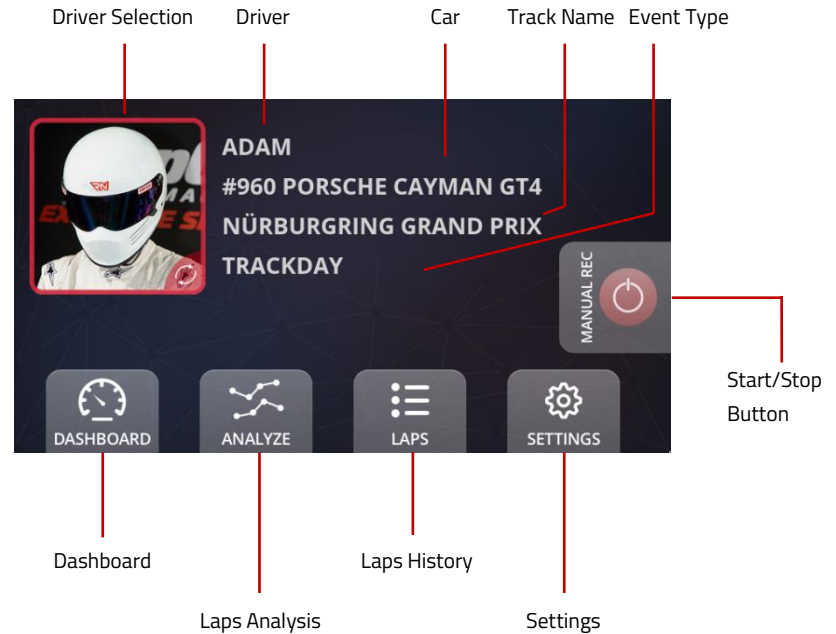 Driver Selection
Driver
Car
Track Name
Event Type
ADAM
#960 PORSCHE CAYMAN GT4
NÜRBURGRING GRAND PRIX
TRACKDAY
MANUAL REC
Start/Stop
Button
DASHBOARD
ANALYZE
LAPS
SETTINGS
Dashboard
Laps History
Laps Analysis
Settings